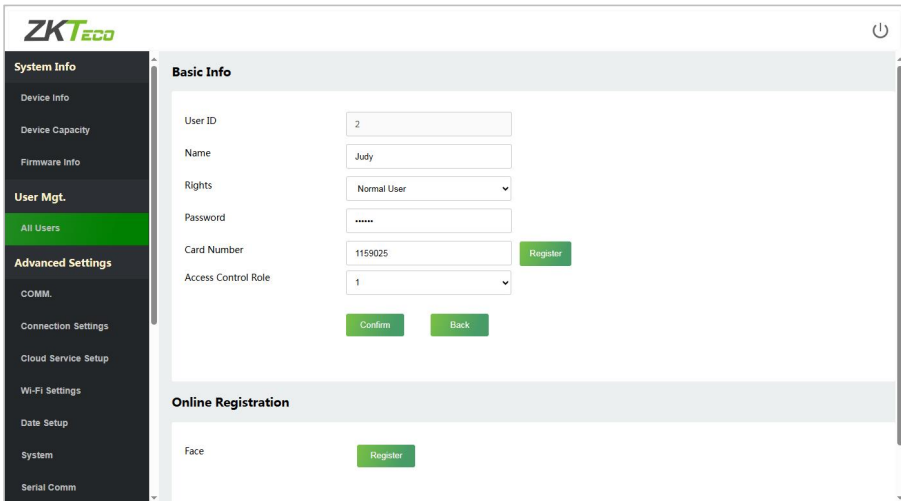 ZKTeco
System Info
Device Info
Device Capacity
Firmware Info
User Mgt.
All Users
Advanced Settings
COMM.
Connection Settings
Cloud Service Setup
Wi-Fi Settings
Date Setup
System
Serial Comm
Basic Info
User ID
2
Name
Judy
Rights
Normal User
Password
••••••
Card Number
1159025
Register
Access Control Role
1
Confirm
Back
Online Registration
Face
Register